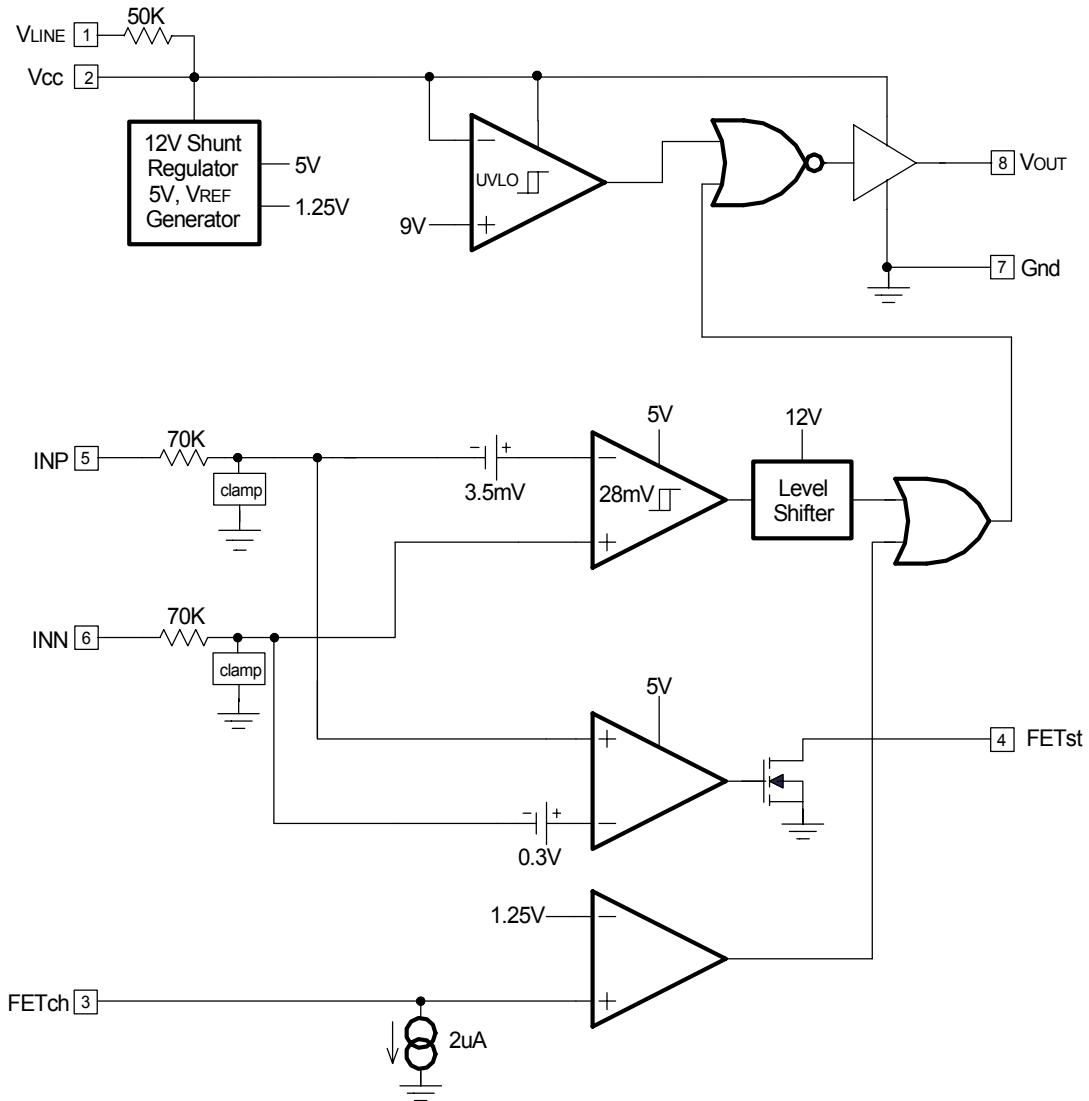 50K
VLINE 1
Vcc 2
12V Shunt
Regulator
5V, VREF
Generator
5V
1.25V
−
UVLO
9V
+
8 VOUT
7 Gnd
INP 5
70K
clamp
− +
3.5mV
5V
−
28mV
+
12V
Level
Shifter
INN 6
70K
clamp
5V
+
− +
0.3V
−
4 FETst
1.25V
−
FETch 3
+
2uA